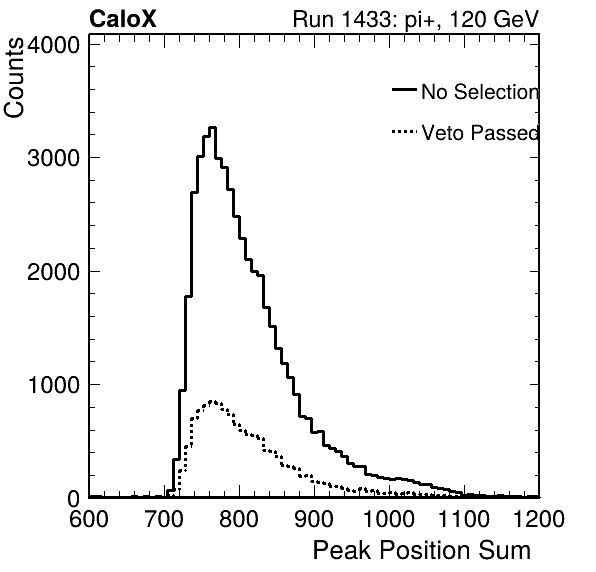 CaloX Run 1433: pi+, 120 GeV
Counts
4000
3000
2000
1000
0
No Selection
Veto Passed
600 700 800 900 1000 1100 1200
Peak Position Sum